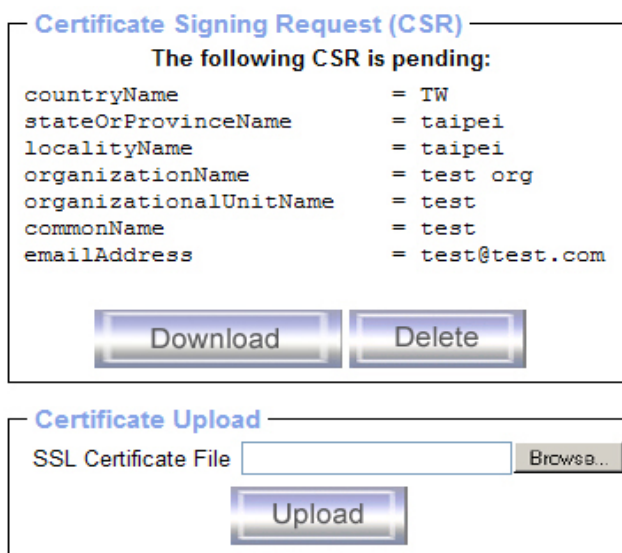 Certificate Signing Request (CSR)
The following CSR is pending:
countryName = TW
stateOrProvinceName = taipei
localityName = taipei
organizationName = test org
organizationalUnitName = test
commonName = test
emailAddress = test@test.com
Download Delete
Certificate Upload
SSL Certificate File Browse...
Upload